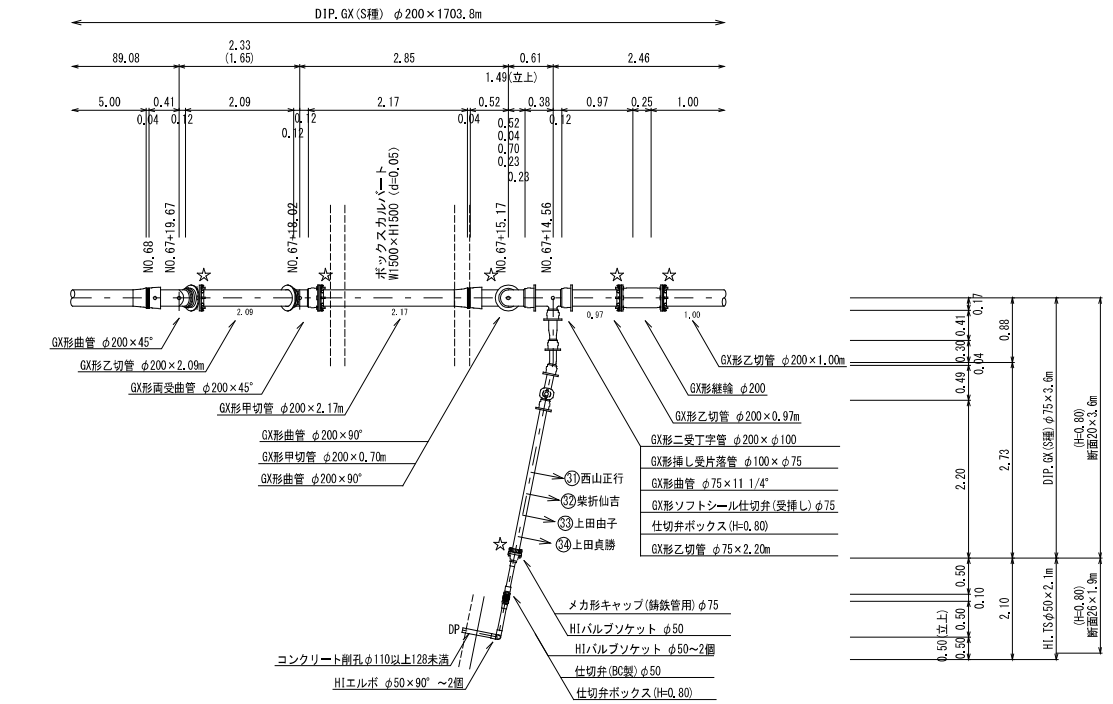 DIP.GX(S種) φ200×1703.8m
89.08
2.33
(1.65)
2.85
0.61
2.46
1.49(立上)
5.00
0.04
0.41
0.12
2.09
0.12
0.12
2.17
0.04
0.52
0.38
0.12
0.97
0.25
1.00
0.52
0.04
0.70
0.23
0.23
NO.68
NO.67+19.67
NO.67+18.02
ボックスカルバート
W1500×H1500 (d=0.05)
NO.67+15.17
NO.67+14.56
☆ ☆ ☆ ☆ ☆
2.09
2.17
0.97
1.00
GX形曲管 φ200×45°
GX形乙切管 φ200×2.09m
GX形両受曲管 φ200×45°
GX形甲切管 φ200×2.17m
GX形曲管 φ200×90°
GX形甲切管 φ200×0.70m
GX形曲管 φ200×90°
GX形乙切管 φ200×1.00m
GX形継輪 φ200
GX形乙切管 φ200×0.97m
GX形二受丁字管 φ200×φ100
GX形挿し受片落管 φ100×φ75
GX形曲管 φ75×11 1/4°
GX形ソフトシール仕切弁(受挿し)φ75
仕切弁ボックス(H=0.80)
GX形乙切管 φ75×2.20m
㉛西山正行
㉜柴折仙吉
㉝上田由子
㉞上田貞勝
☆
メカ形キャップ(鋳鉄管用)φ75
HIバルブソケット φ50
HIバルブソケット φ50～2個
仕切弁(BC製)φ50
仕切弁ボックス(H=0.80)
DP
コンクリート削孔φ110以上128未満
HIエルボ φ50×90° ～2個
0.17
0.41
0.30
0.04
0.49
2.20
0.88
2.73
DIP.GX(S種)φ75×3.6m
(H=0.80)
断面20×3.6m
0.50
0.10
0.50
0.50(立上)
0.50
2.10
HI.TSφ50×2.1m
(H=0.80)
断面26×1.9m